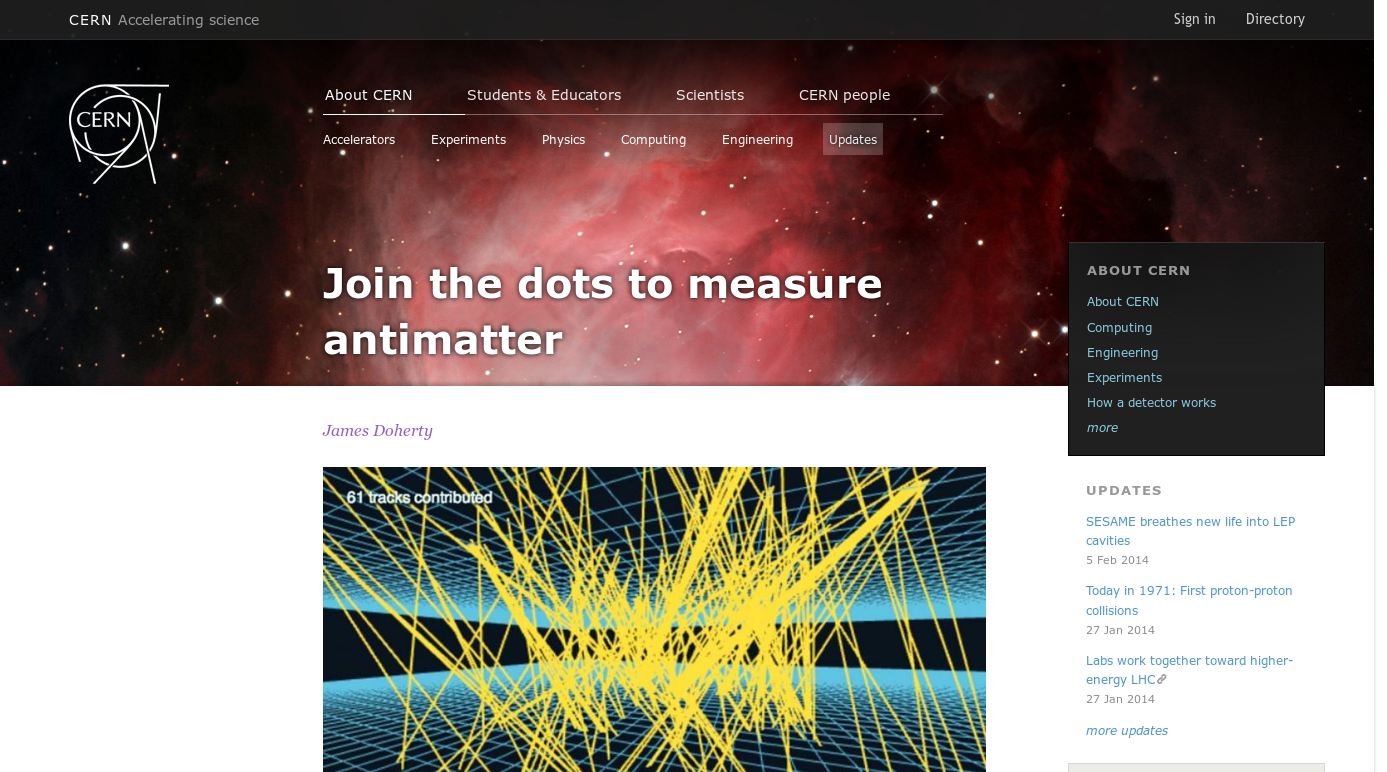 CERN Accelerating science
Sign in
Directory
CERN
About CERN
Students & Educators
Scientists
CERN people
Accelerators
Experiments
Physics
Computing
Engineering
Updates
Join the dots to measure
antimatter
James Doherty
61 tracks contributed
ABOUT CERN
About CERN
Computing
Engineering
Experiments
How a detector works
more
UPDATES
SESAME breathes new life into LEP
cavities
5 Feb 2014
Today in 1971: First proton-proton
collisions
27 Jan 2014
Labs work together toward higher-
energy LHC
27 Jan 2014
more updates